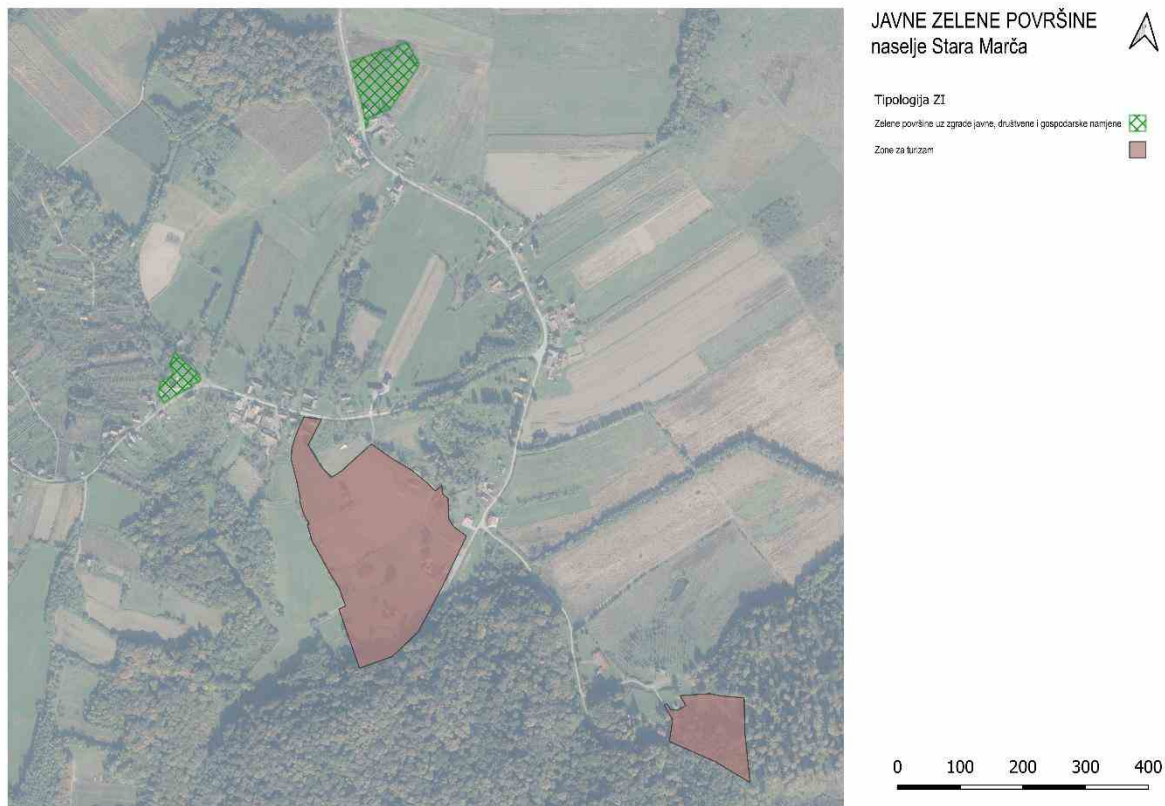 JAVNE ZELENE POVRŠINE
naselje Stara Marča
Tipologija ZI
Zelene površine uz zgrade javne, društvene i gospodarske namjene
Zone za turizam
0 100 200 300 400